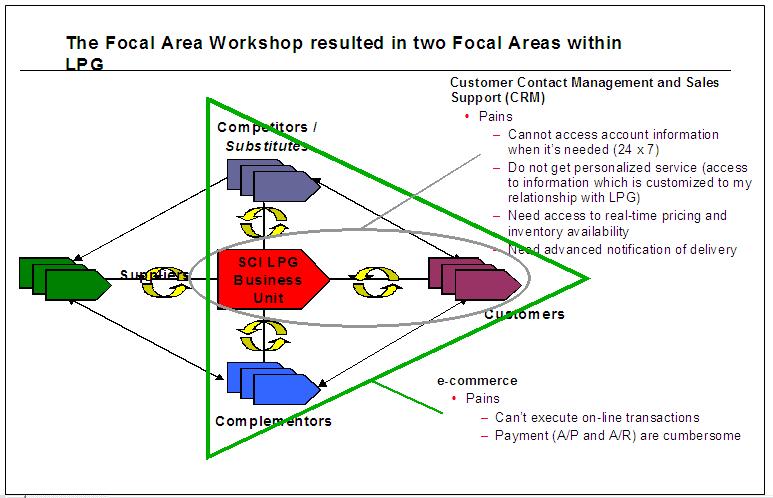 The Focal Area Workshop resulted in two Focal Areas within
LPG
Customer Contact Management and Sales
Support (CRM)
• Pains
– Cannot access account information
when it's needed (24 x 7)
– Do not get personalized service (access
to information which is customized to my
relationship with LPG)
– Need access to real-time pricing and
inventory availability
– Need advanced notification of delivery
Competitors /
Substitutes
Suppliers
SCI LPG
Business
Unit
Customers
Complementors
e-commerce
• Pains
– Can't execute on-line transactions
– Payment (A/P and A/R) are cumbersome